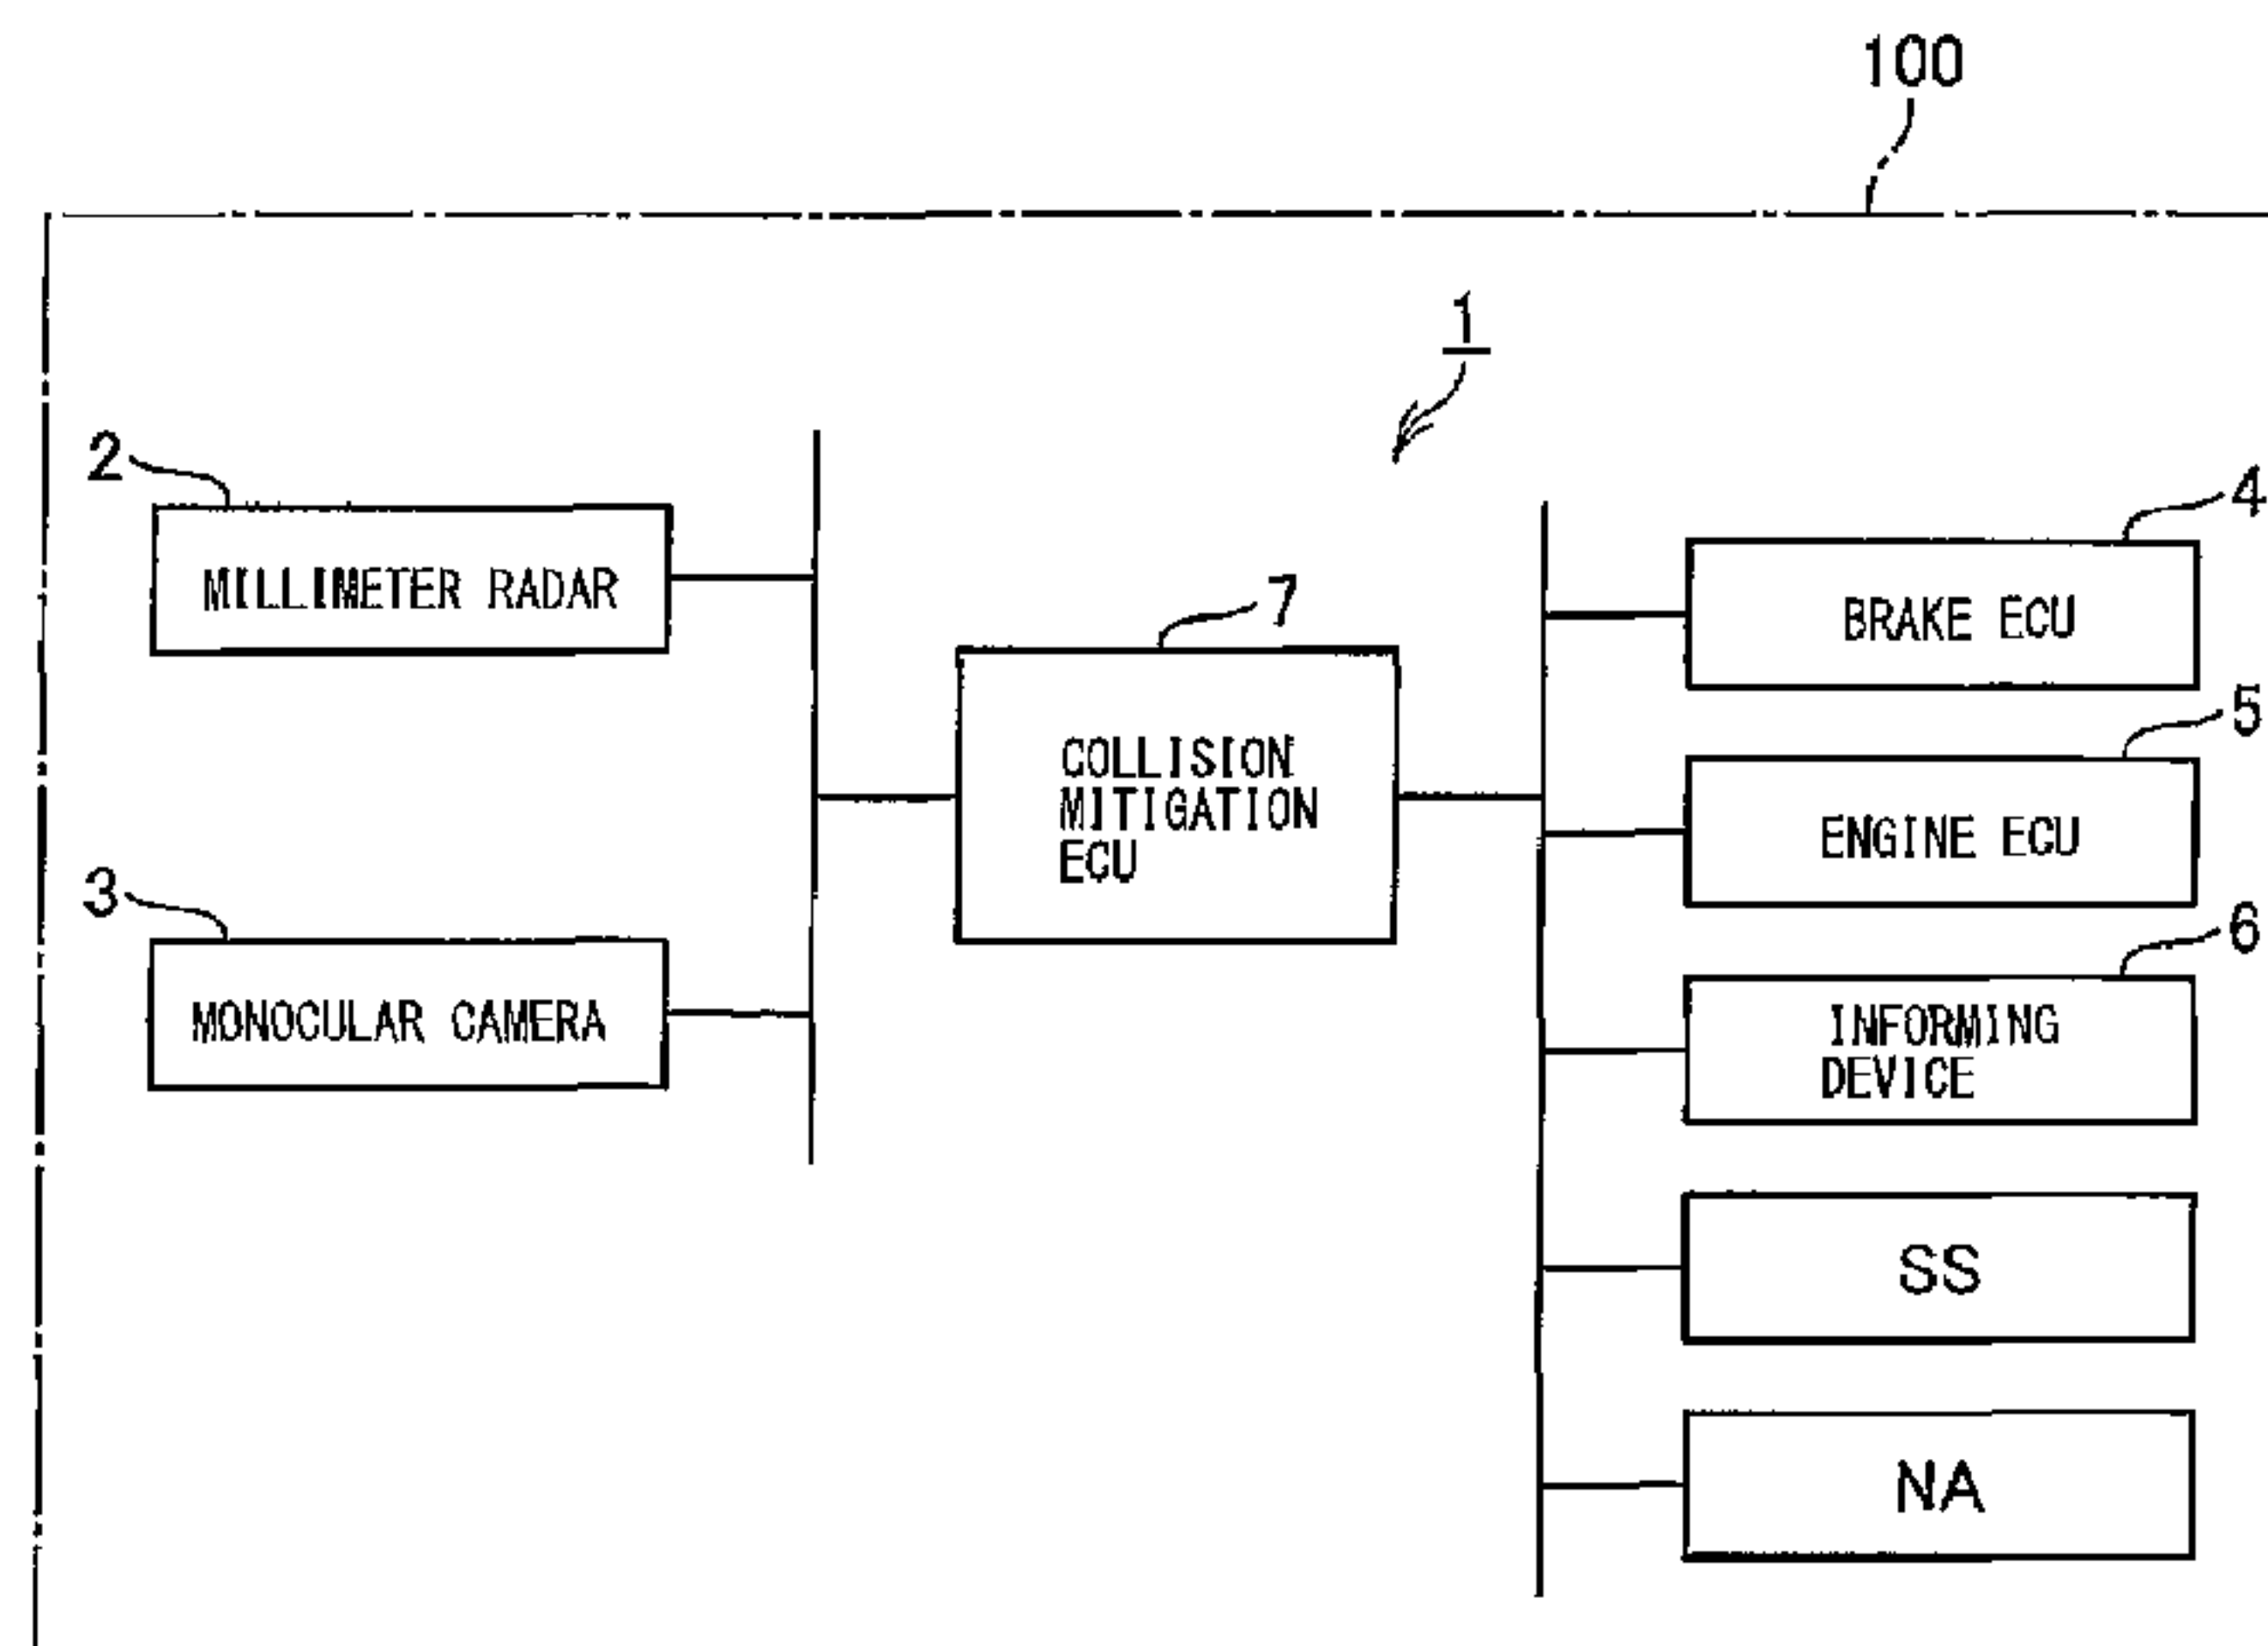 100
1
2
MILLIMETER RADAR
3
MONOCULAR CAMERA
7
COLLISION
MITIGATION
ECU
4
BRAKE ECU
5
ENGINE ECU
6
INFORMING
DEVICE
SS
NA